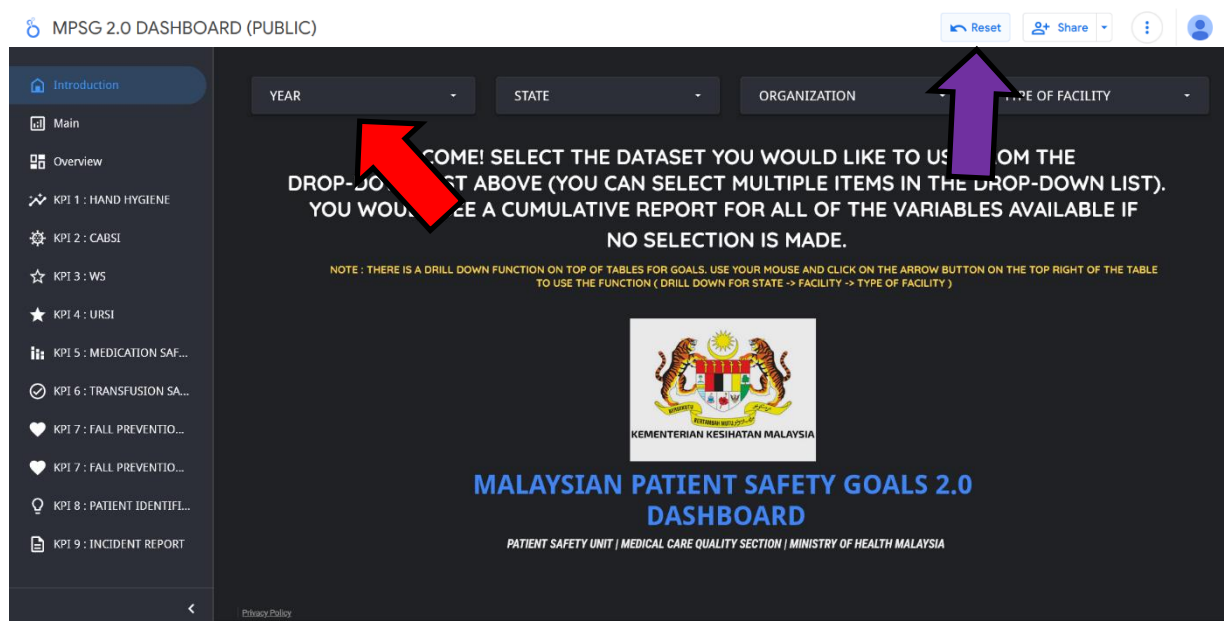 MPSG 2.0 DASHBOARD (PUBLIC)
Reset
Share
Introduction
Main
Overview
KPI 1 : HAND HYGIENE
KPI 2 : CABSI
KPI 3 : WS
KPI 4 : URSI
KPI 5 : MEDICATION SAF...
KPI 6 : TRANSFUSION SA...
KPI 7 : FALL PREVENTIO...
KPI 7 : FALL PREVENTIO...
KPI 8 : PATIENT IDENTIFI...
KPI 9 : INCIDENT REPORT
YEAR
STATE
ORGANIZATION
OF FACILITY
SELECT THE DATASET YOU WOULD LIKE TO THE
ABOVE (YOU CAN SELECT MULTIPLE ITEMS IN THE DROP-DOWN LIST).
YOU A CUMULATIVE REPORT FOR ALL OF THE VARIABLES AVAILABLE IF
NO SELECTION IS MADE.
NOTE : THERE IS A DRILL DOWN FUNCTION ON TOP OF TABLES FOR GOALS. USE YOUR MOUSE AND CLICK ON THE ARROW BUTTON ON THE TOP RIGHT OF THE TABLE
TO USE THE FUNCTION ( DRILL DOWN FOR STATE -> FACILITY -> TYPE OF FACILITY )
KEMENTERIAN KESIHATAN MALAYSIA
MALAYSIAN PATIENT SAFETY GOALS 2.0
DASHBOARD
PATIENT SAFETY UNIT | MEDICAL CARE QUALITY SECTION | MINISTRY OF HEALTH MALAYSIA
Privacy Policy